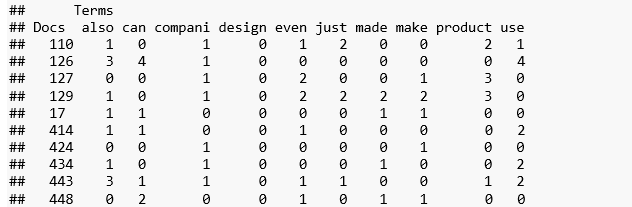 ##      Terms
## Docs  also can compani design even just made make product use
##   110    1   0       1      0    1    2    0    0       2   1
##   126    3   4       1      0    0    0    0    0       0   4
##   127    0   0       1      0    2    0    0    1       3   0
##   129    1   0       1      0    2    2    2    2       3   0
##   17     1   1       0      0    0    0    1    1       0   0
##   414    1   1       0      0    1    0    0    0       0   2
##   424    0   0       1      0    0    0    0    1       0   0
##   434    1   0       1      0    0    0    1    0       0   2
##   443    3   1       1      0    1    1    0    0       1   2
##   448    0   2       0      0    1    0    1    1       0   0